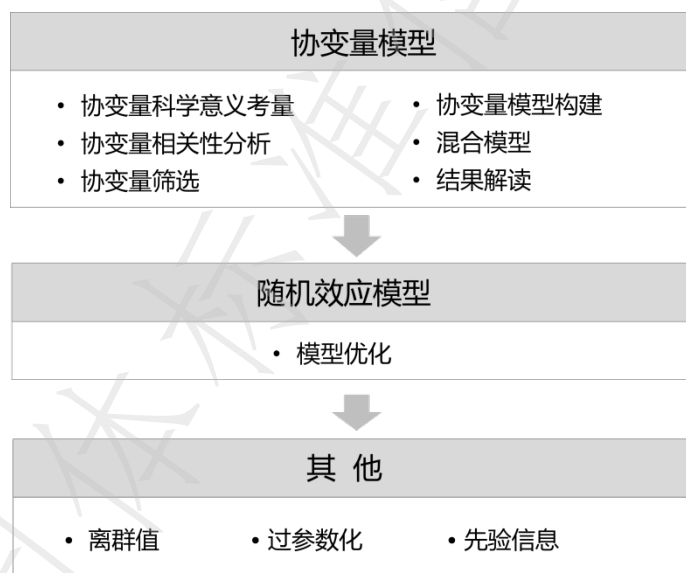 协变量模型
• 协变量科学意义考量
• 协变量相关性分析
• 协变量筛选
• 协变量模型构建
• 混合模型
• 结果解读
随机效应模型
• 模型优化
其 他
• 离群值 • 过参数化 • 先验信息